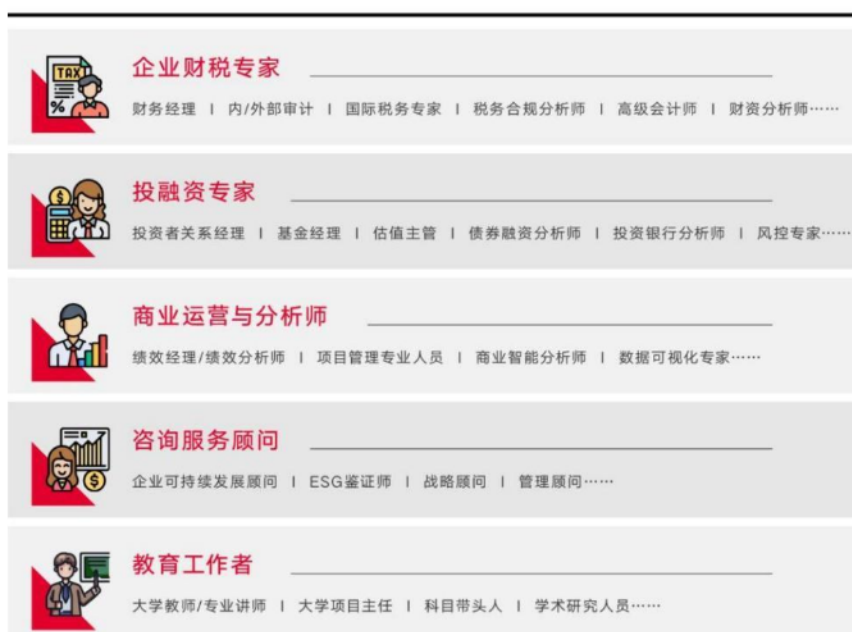 TAX
%
企业财税专家
财务经理 I 内/外部审计 I 国际税务专家 I 税务合规分析师 I 高级会计师 I 财资分析师……
$
投融资专家
投资者关系经理 I 基金经理 I 估值主管 I 债券融资分析师 I 投资银行分析师 I 风控专家……
商业运营与分析师
绩效经理/绩效分析师 I 项目管理专业人员 I 商业智能分析师 I 数据可视化专家……
$
咨询服务顾问
企业可持续发展顾问 I ESG鉴证师 I 战略顾问 I 管理顾问……
教育工作者
大学教师/专业讲师 I 大学项目主任 I 科目带头人 I 学术研究人员……